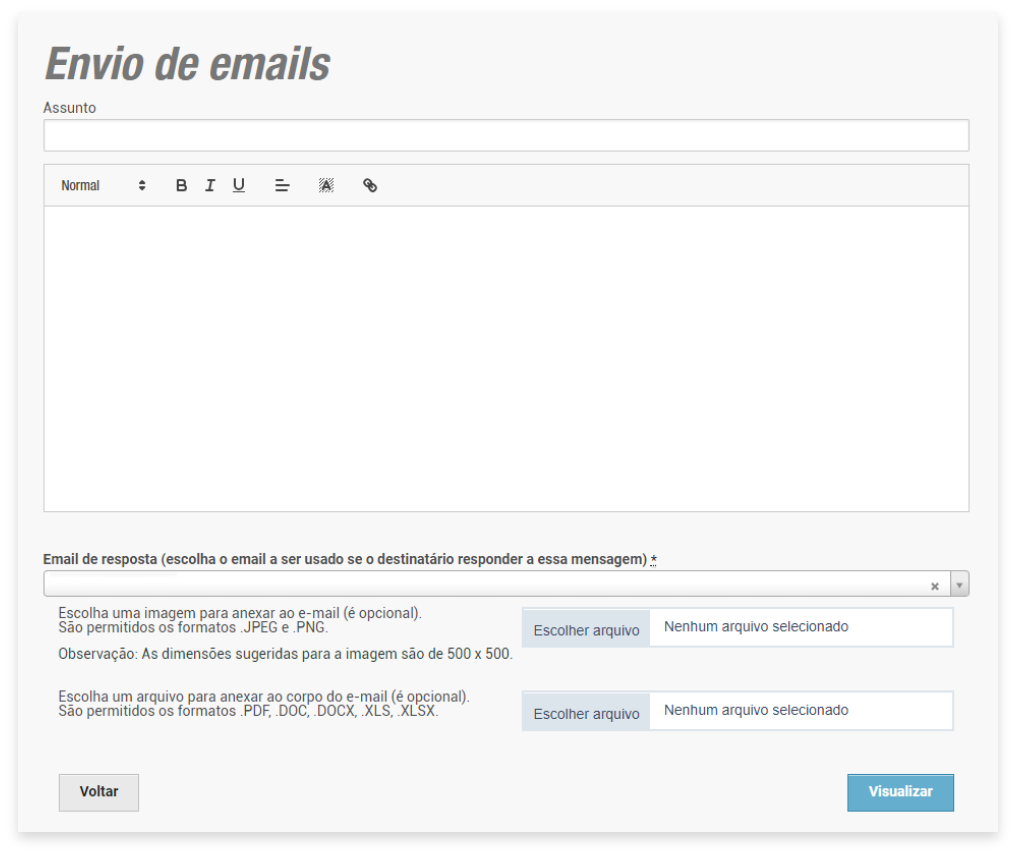 Envio de emails
Assunto
Normal B I U A
Email de resposta (escolha o email a ser usado se o destinatário responder a essa mensagem) *
Escolha uma imagem para anexar ao e-mail (é opcional).
São permitidos os formatos .JPEG e .PNG.
Escolher arquivo Nenhum arquivo selecionado
Observação: As dimensões sugeridas para a imagem são de 500 x 500.
Escolha um arquivo para anexar ao corpo do e-mail (é opcional).
São permitidos os formatos .PDF, .DOC, .DOCX, .XLS, .XLSX.
Escolher arquivo Nenhum arquivo selecionado
Voltar Visualizar